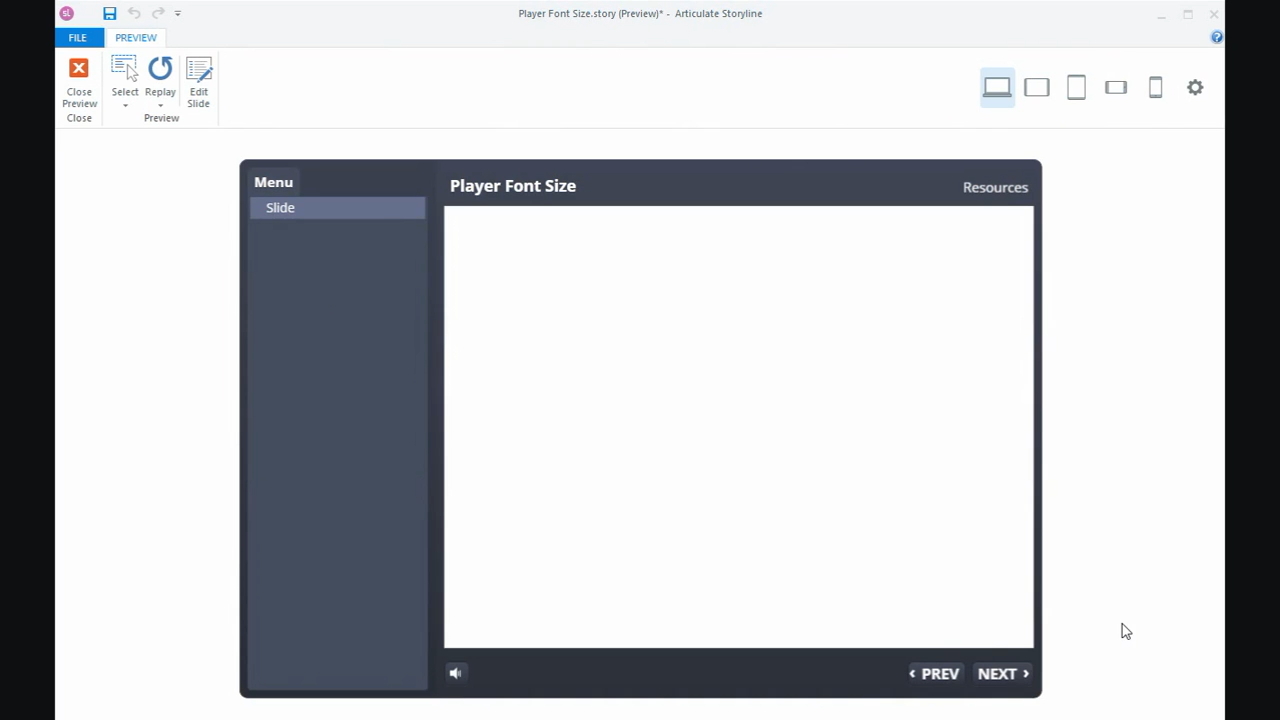 SL
Player Font Size.story (Preview)* - Articulate Storyline
FILE
PREVIEW
?
Close Preview
Select
Replay
Edit Slide
Close
Preview
Menu
Player Font Size
Resources
Slide
‹ PREV
NEXT ›